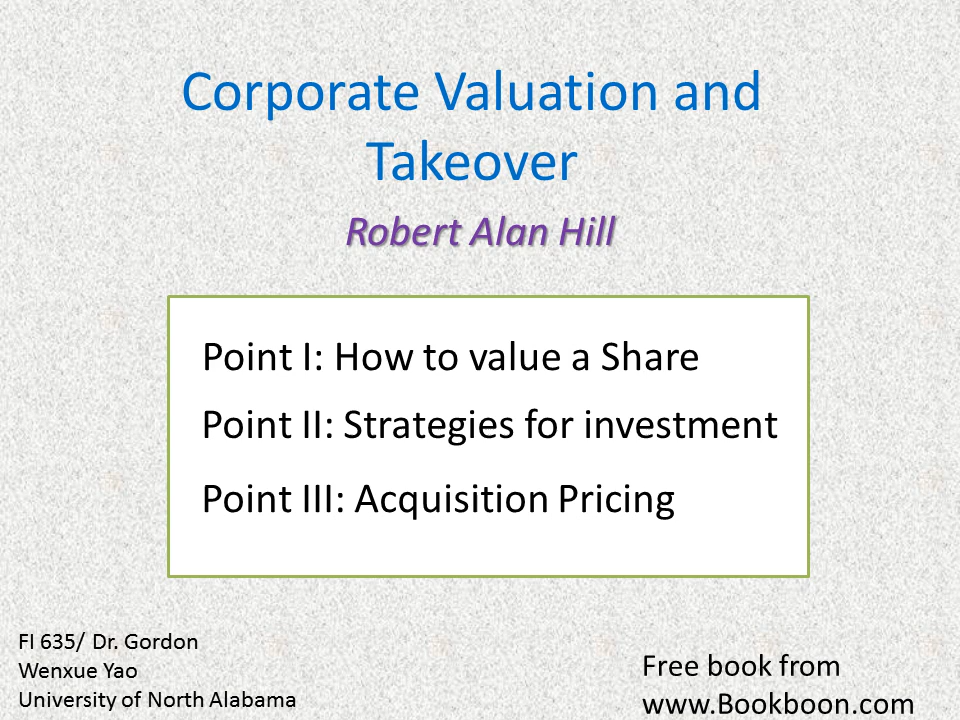 Corporate Valuation and
Takeover
Robert Alan Hill
Point I: How to value a Share
Point II: Strategies for investment
Point III: Acquisition Pricing
FI 635/ Dr. Gordon
Wenxue Yao
University of North Alabama
Free book from
www.Bookboon.com